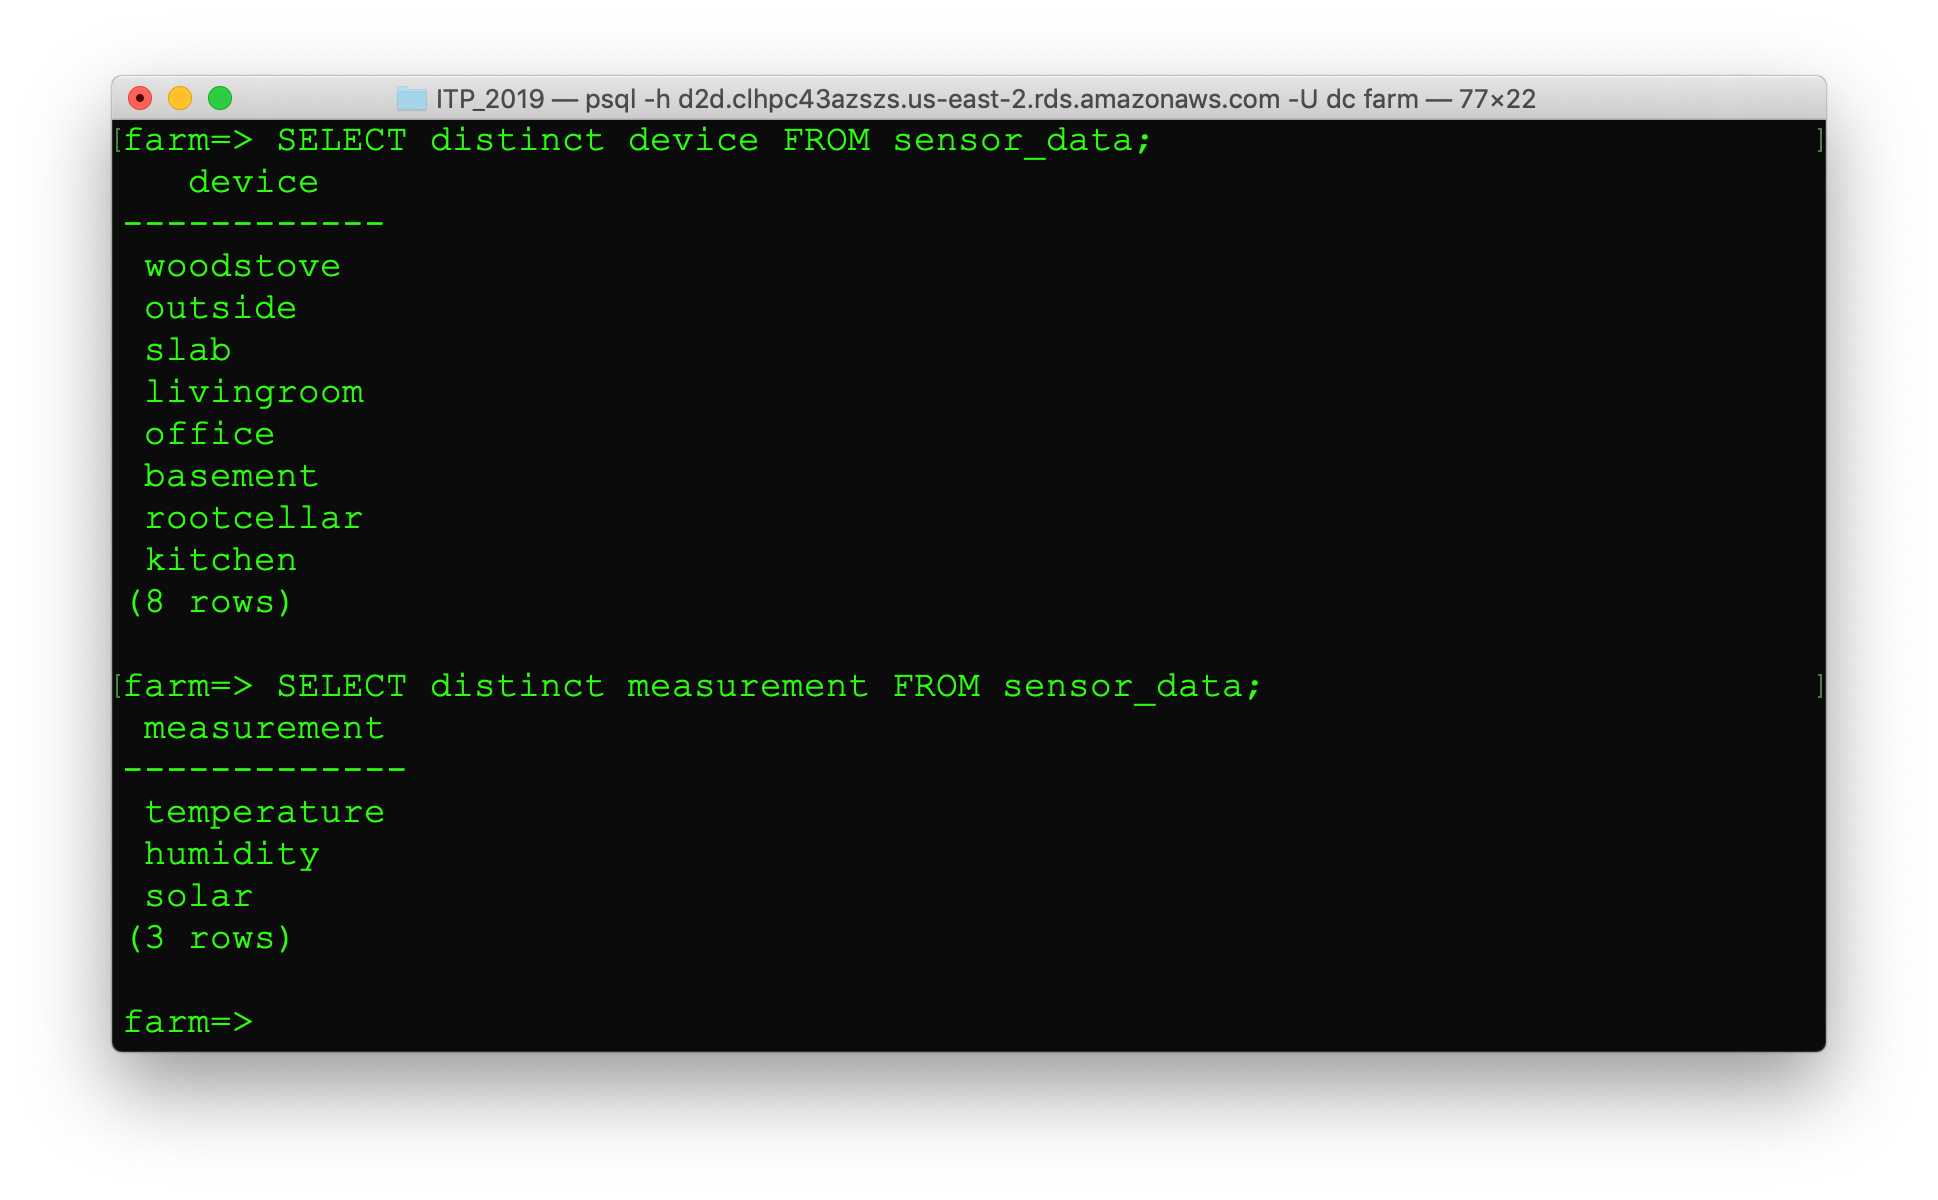 ITP_2019 — psql -h d2d.clhpc43azszs.us-east-2.rds.amazonaws.com -U dc farm — 77×22
[farm=> SELECT distinct device FROM sensor_data; ]
device
------------
woodstove
outside
slab
livingroom
office
basement
rootcellar
kitchen
(8 rows)
[farm=> SELECT distinct measurement FROM sensor_data; ]
measurement
-------------
temperature
humidity
solar
(3 rows)
farm=>